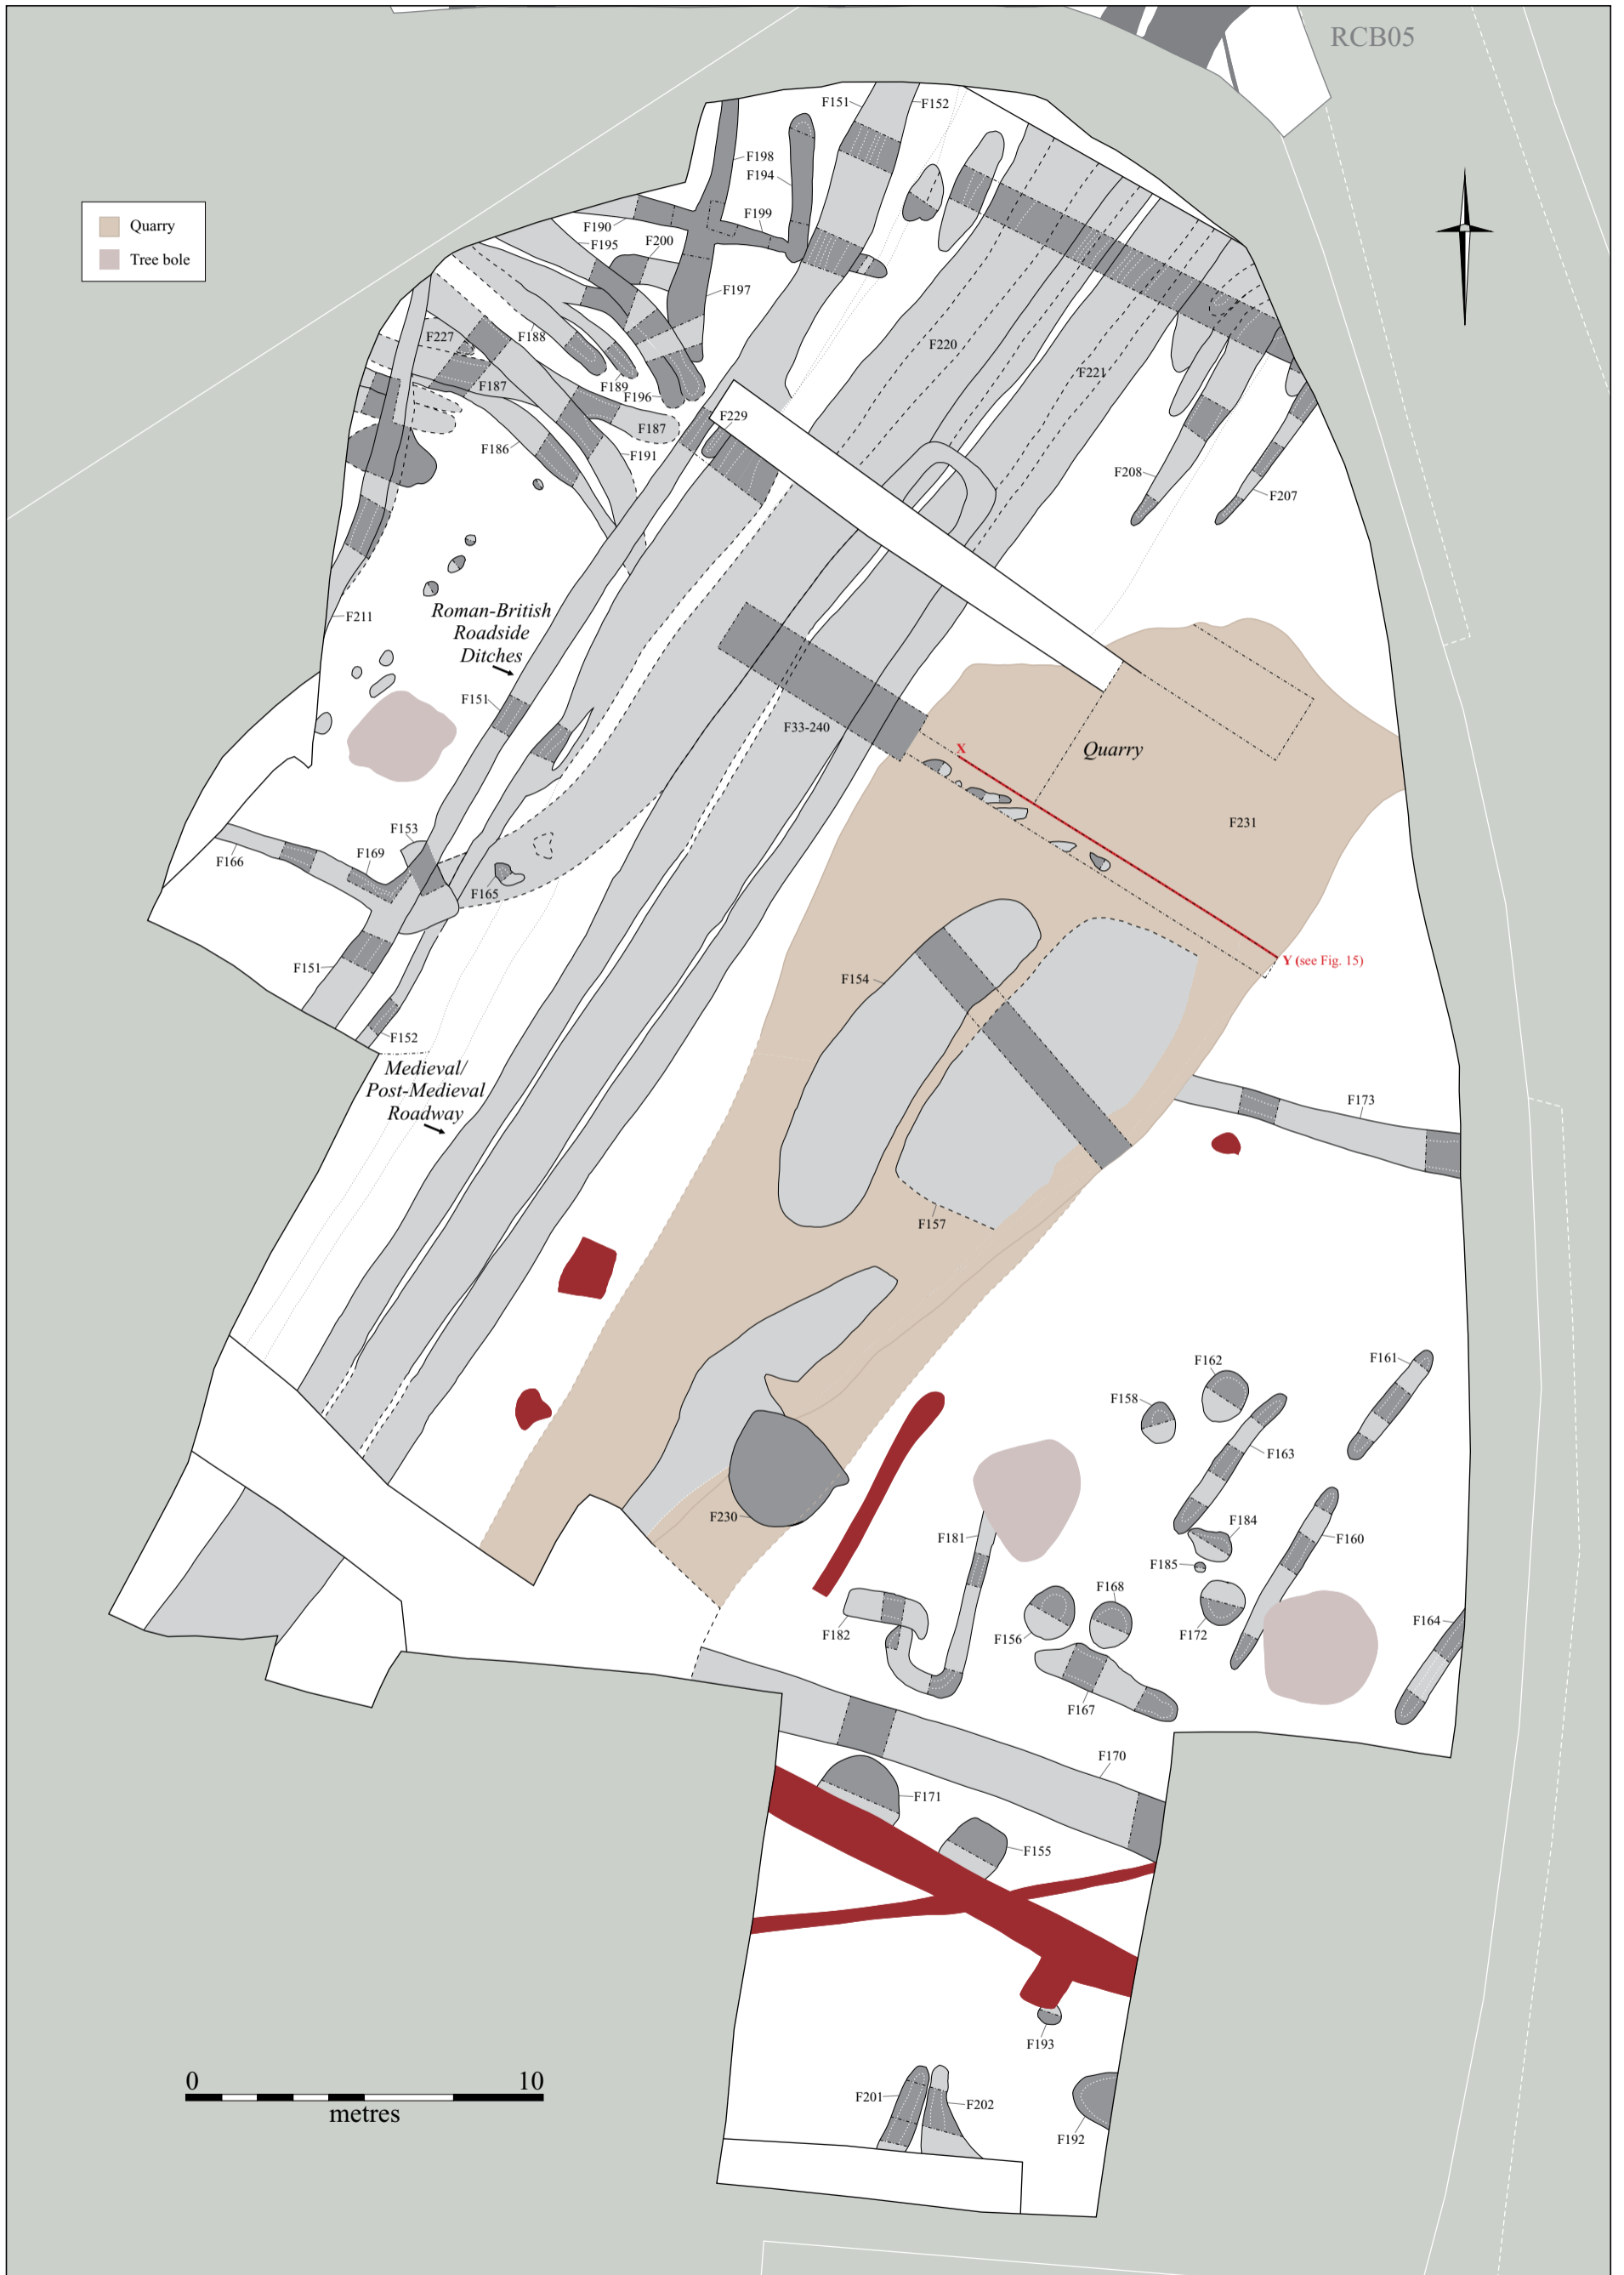 RCB05
F151
F152
F198
F194
Quarry
Tree bole
F190
F199
F195
F200
F197
F227
F188
F220
F221
F187
F189
F196
F229
F187
F186
F191
F208
F207
F211
Roman-British
Roadside
Ditches
F151
F33-240
X
Quarry
F231
F153
F166
F169
F165
Y (see Fig. 15)
F151
F154
F152
Medieval/
Post-Medieval
Roadway
F173
F157
F162
F161
F158
F163
F230
F181
F184
F160
F185
F168
F182
F156
F172
F164
F167
F170
F171
F155
F193
0
10
metres
F201
F202
F192